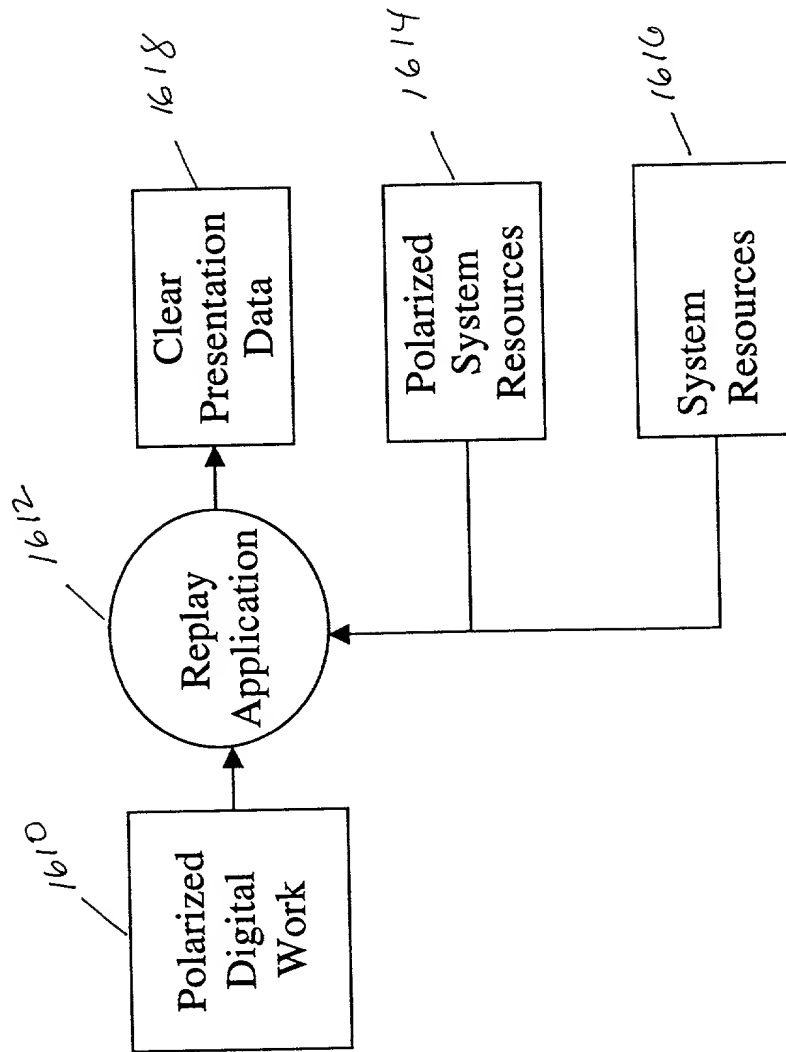 1610
Polarized
Digital
Work
1612
Replay
Application
1618
Clear
Presentation
Data
1614
Polarized
System
Resources
1616
System
Resources